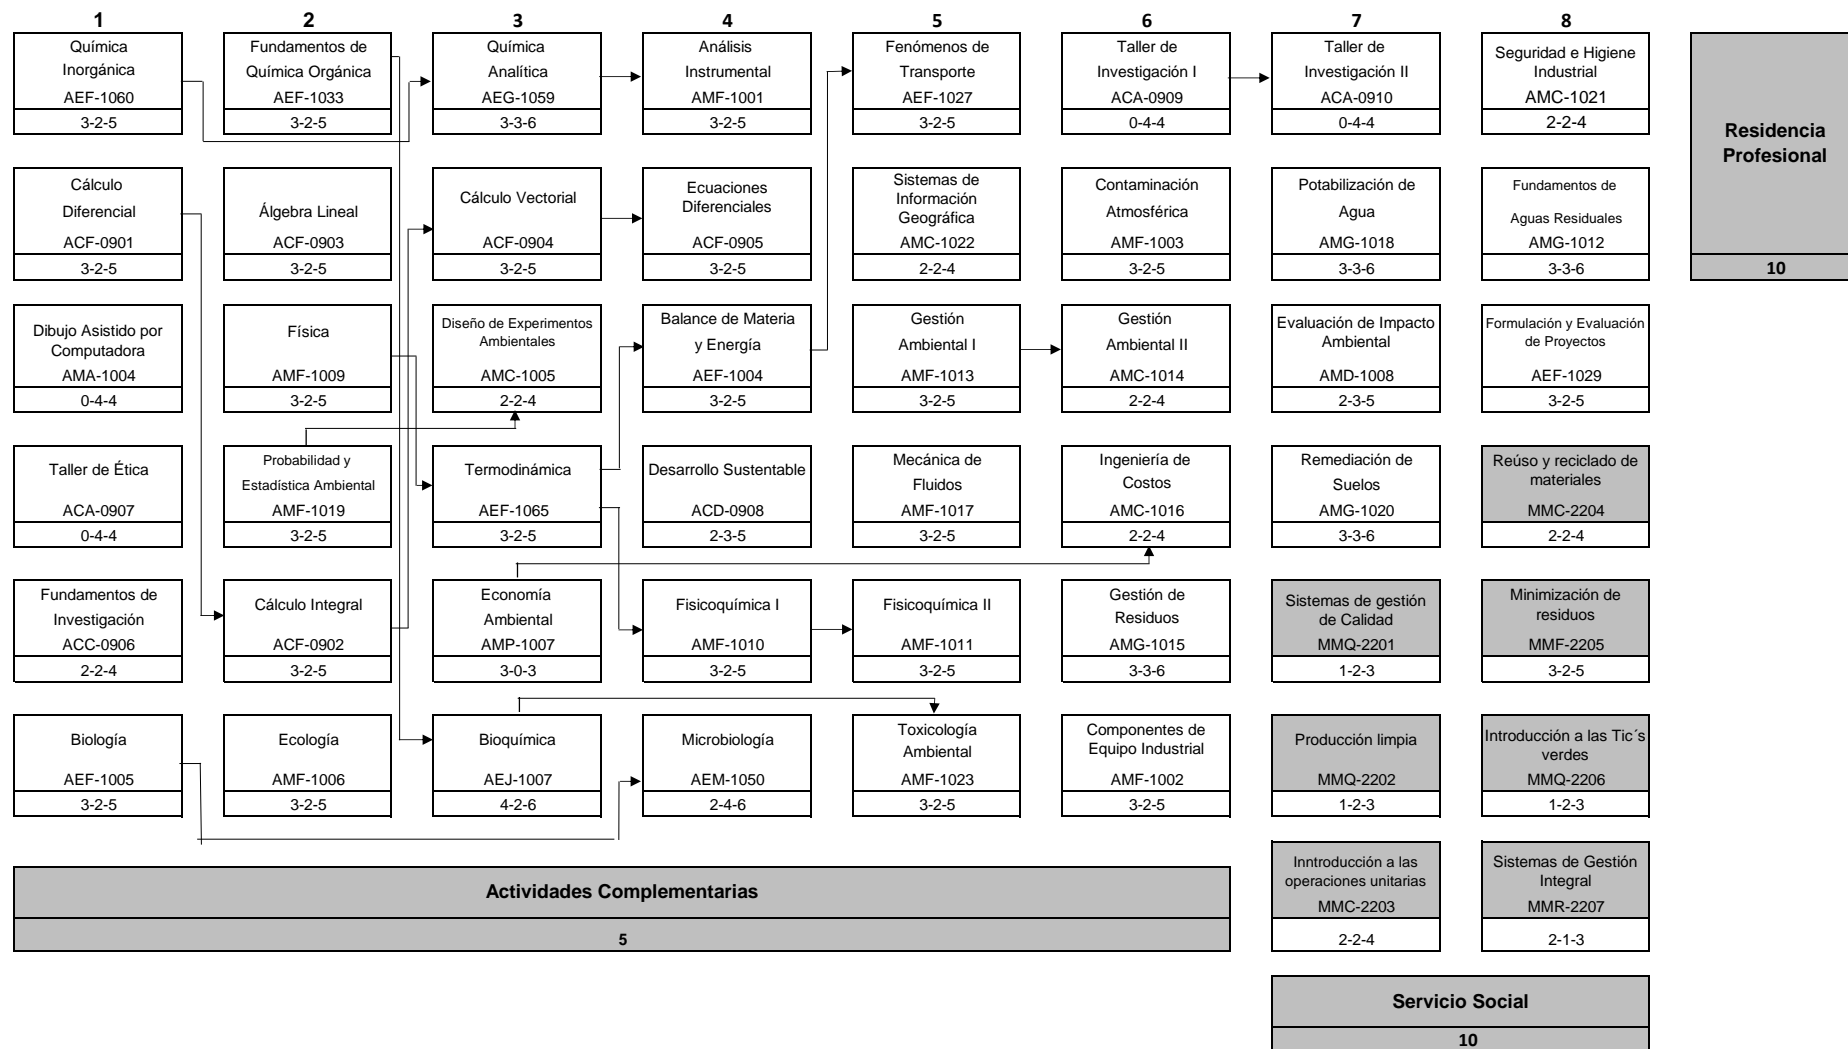 1
2
3
4
5
6
7
8
Química
Inorgánica
AEF-1060
3-2-5
Fundamentos de
Química Orgánica
AEF-1033
3-2-5
Química
Analítica
AEG-1059
3-3-6
Análisis
Instrumental
AMF-1001
3-2-5
Fenómenos de
Transporte
AEF-1027
3-2-5
Taller de
Investigación I
ACA-0909
0-4-4
Taller de
Investigación II
ACA-0910
0-4-4
Seguridad e Higiene
Industrial
AMC-1021
2-2-4
Residencia
Profesional
10
Cálculo
Diferencial
ACF-0901
3-2-5
Álgebra Lineal
ACF-0903
3-2-5
Cálculo Vectorial
ACF-0904
3-2-5
Ecuaciones
Diferenciales
ACF-0905
3-2-5
Sistemas de
Información
Geográfica
AMC-1022
2-2-4
Contaminación
Atmosférica
AMF-1003
3-2-5
Potabilización de
Agua
AMG-1018
3-3-6
Fundamentos de
Aguas Residuales
AMG-1012
3-3-6
Dibujo Asistido por
Computadora
AMA-1004
0-4-4
Física
AMF-1009
3-2-5
Diseño de Experimentos
Ambientales
AMC-1005
2-2-4
Balance de Materia
y Energía
AEF-1004
3-2-5
Gestión
Ambiental I
AMF-1013
3-2-5
Gestión
Ambiental II
AMC-1014
2-2-4
Evaluación de Impacto
Ambiental
AMD-1008
2-3-5
Formulación y Evaluación
de Proyectos
AEF-1029
3-2-5
Taller de Ética
ACA-0907
0-4-4
Probabilidad y
Estadística Ambiental
AMF-1019
3-2-5
Termodinámica
AEF-1065
3-2-5
Desarrollo Sustentable
ACD-0908
2-3-5
Mecánica de
Fluidos
AMF-1017
3-2-5
Ingeniería de
Costos
AMC-1016
2-2-4
Remediación de
Suelos
AMG-1020
3-3-6
Reúso y reciclado de
materiales
MMC-2204
2-2-4
Fundamentos de
Investigación
ACC-0906
2-2-4
Cálculo Integral
ACF-0902
3-2-5
Economía
Ambiental
AMP-1007
3-0-3
Fisicoquímica I
AMF-1010
3-2-5
Fisicoquímica II
AMF-1011
3-2-5
Gestión de
Residuos
AMG-1015
3-3-6
Sistemas de gestión
de Calidad
MMQ-2201
1-2-3
Minimización de
residuos
MMF-2205
3-2-5
Biología
AEF-1005
3-2-5
Ecología
AMF-1006
3-2-5
Bioquímica
AEJ-1007
4-2-6
Microbiología
AEM-1050
2-4-6
Toxicología
Ambiental
AMF-1023
3-2-5
Componentes de
Equipo Industrial
AMF-1002
3-2-5
Producción limpia
MMQ-2202
1-2-3
Introducción a las Tic´s
verdes
MMQ-2206
1-2-3
Actividades Complementarias
5
Inntroducción a las
operaciones unitarias
MMC-2203
2-2-4
Sistemas de Gestión
Integral
MMR-2207
2-1-3
Servicio Social
10